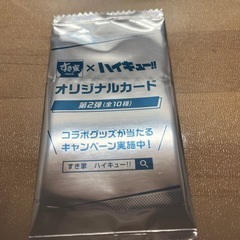 すき家 × ハイキュー!!
オリジナルカード
第2弾(全10種)
コラボグッズが当たる
キャンペーン実施中!
すき家 ハイキュー!!